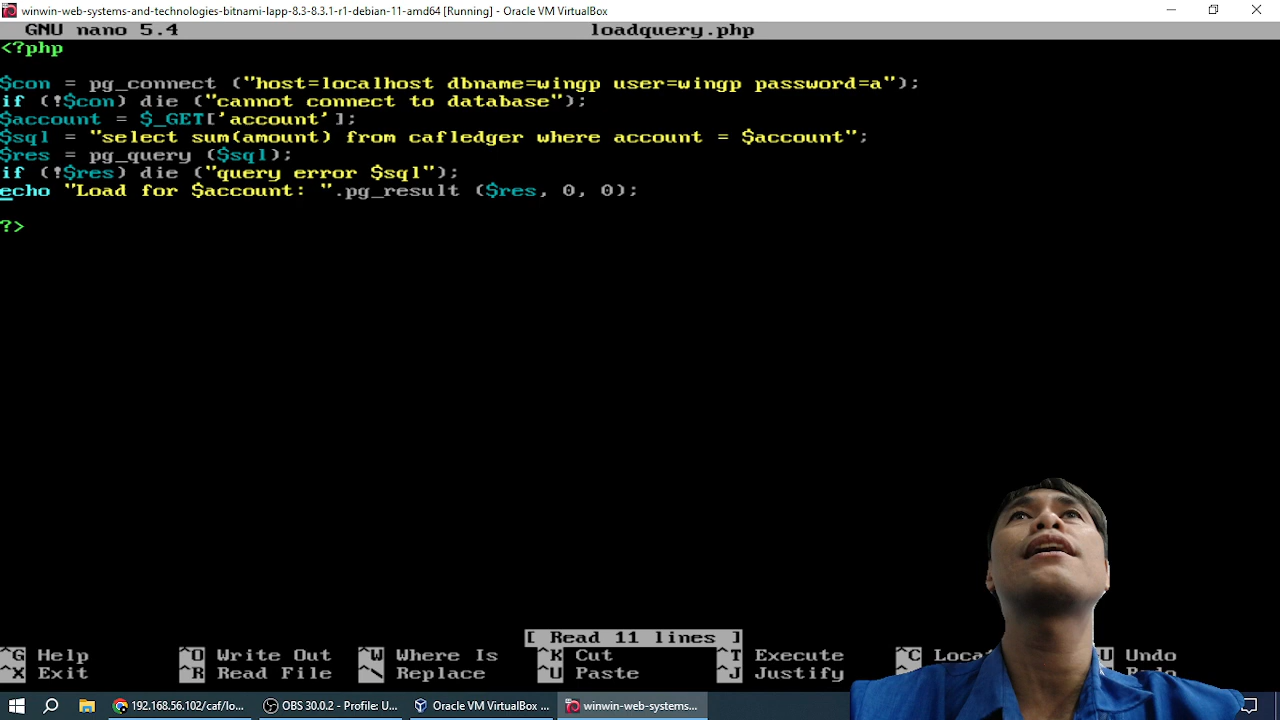 winwin-web-systems-and-technologies-bitnami-lapp-8.3-8.3.1-r1-debian-11-amd64 [Running] - Oracle VM VirtualBox
GNU nano 5.4 loadquery.php
<?php
$con = pg_connect ("host=localhost dbname=wingp user=wingp password=a");
if (!$con) die ("cannot connect to database");
$account = $_GET['account'];
$sql = "select sum(amount) from cafledger where account = $account";
$res = pg_query ($sql);
if (!$res) die ("query error $sql");
echo "Load for $account: ".pg_result ($res, 0, 0);
?>
[ Read 11 lines ]
^G Help ^O Write Out ^W Where Is ^K Cut ^T Execute ^C U Undo
^X Exit ^R Read File ^\ Replace ^U Paste ^J Justify
192.168.56.102/caf/lo... OBS 30.0.2 - Profile: U... Oracle VM VirtualBox ... winwin-web-systems...